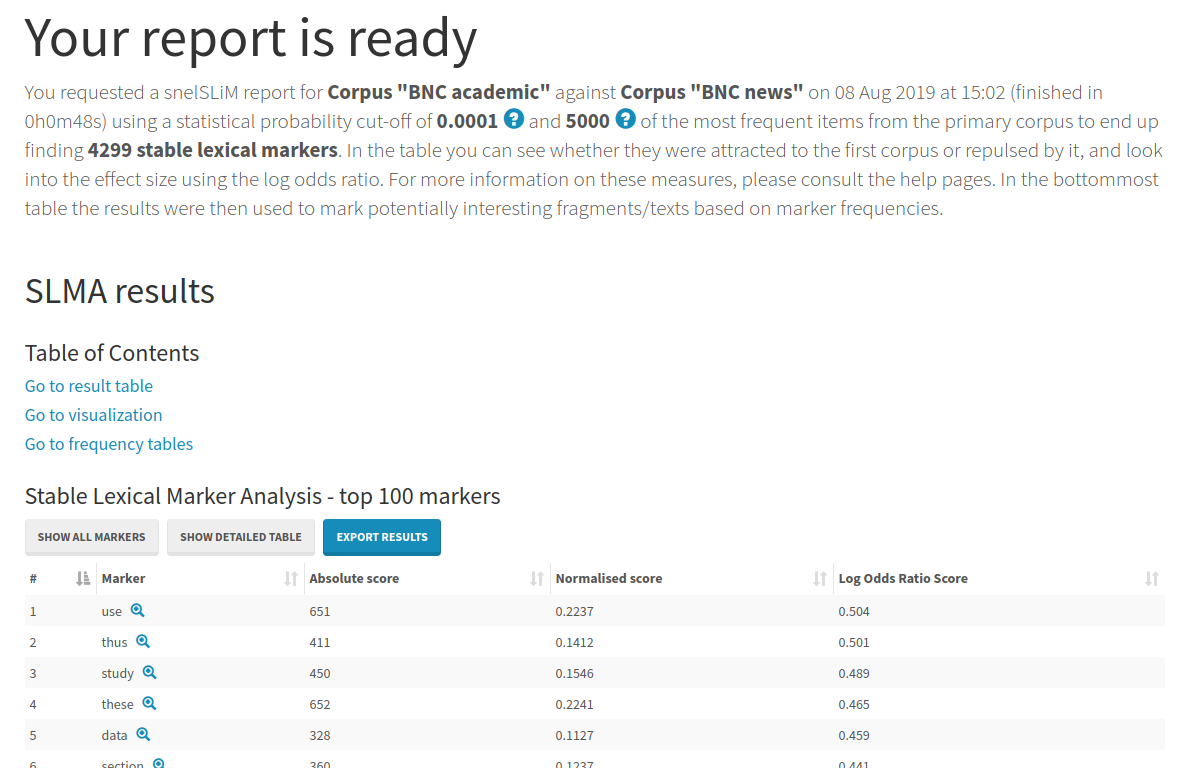 Your report is ready
You requested a snelSLiM report for Corpus "BNC academic" against Corpus "BNC news" on 08 Aug 2019 at 15:02 (finished in
0h0m48s) using a statistical probability cut-off of 0.0001 ? and 5000 ? of the most frequent items from the primary corpus to end up
finding 4299 stable lexical markers. In the table you can see whether they were attracted to the first corpus or repulsed by it, and look
into the effect size using the log odds ratio. For more information on these measures, please consult the help pages. In the bottommost
table the results were then used to mark potentially interesting fragments/texts based on marker frequencies.
SLMA results
Table of Contents
Go to result table
Go to visualization
Go to frequency tables
Stable Lexical Marker Analysis - top 100 markers
SHOW ALL MARKERS SHOW DETAILED TABLE EXPORT RESULTS
# Marker Absolute score Normalised score Log Odds Ratio Score
1 use 651 0.2237 0.504
2 thus 411 0.1412 0.501
3 study 450 0.1546 0.489
4 these 652 0.2241 0.465
5 data 328 0.1127 0.459
6 section 360 0.1237 0.441